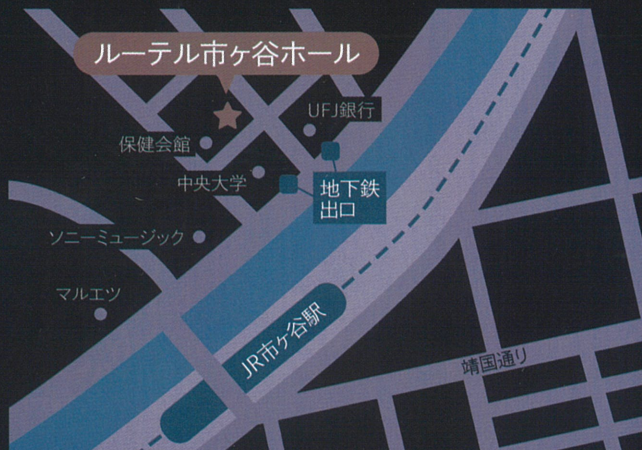 ルーテル市ヶ谷ホール
UFJ銀行
保健会館
中央大学
地下鉄
出口
ソニーミュージック
マルエツ
JR市ヶ谷駅
靖国通り